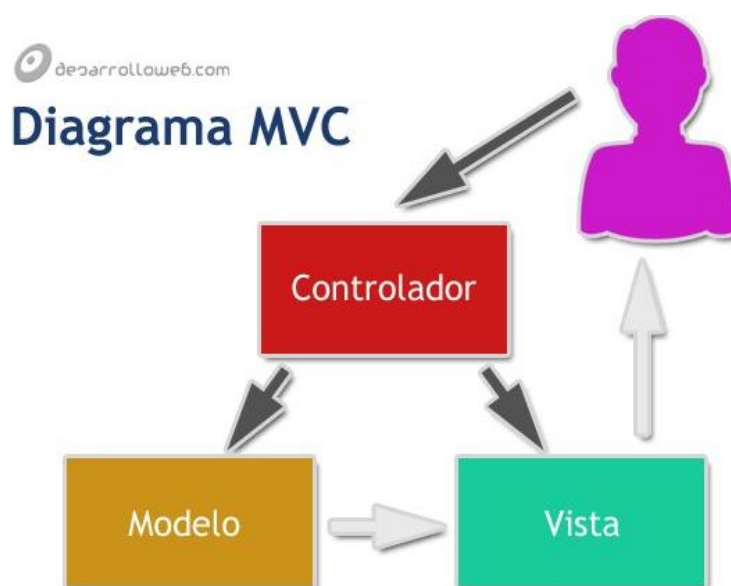 desarrolloweb.com
Diagrama MVC
Controlador
Modelo
Vista